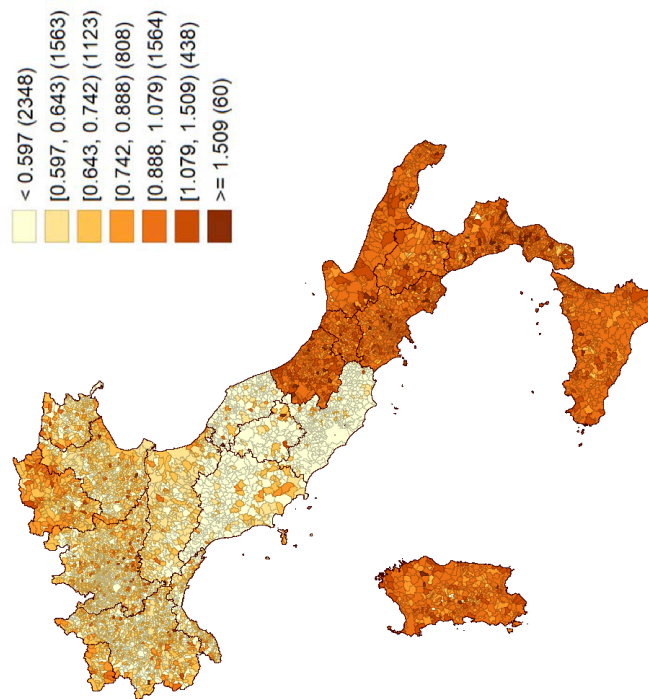 < 0.597 (2348)
[0.597, 0.643) (1563)
[0.643, 0.742) (1123)
[0.742, 0.888) (808)
[0.888, 1.079) (1564)
[1.079, 1.509) (438)
>= 1.509 (60)